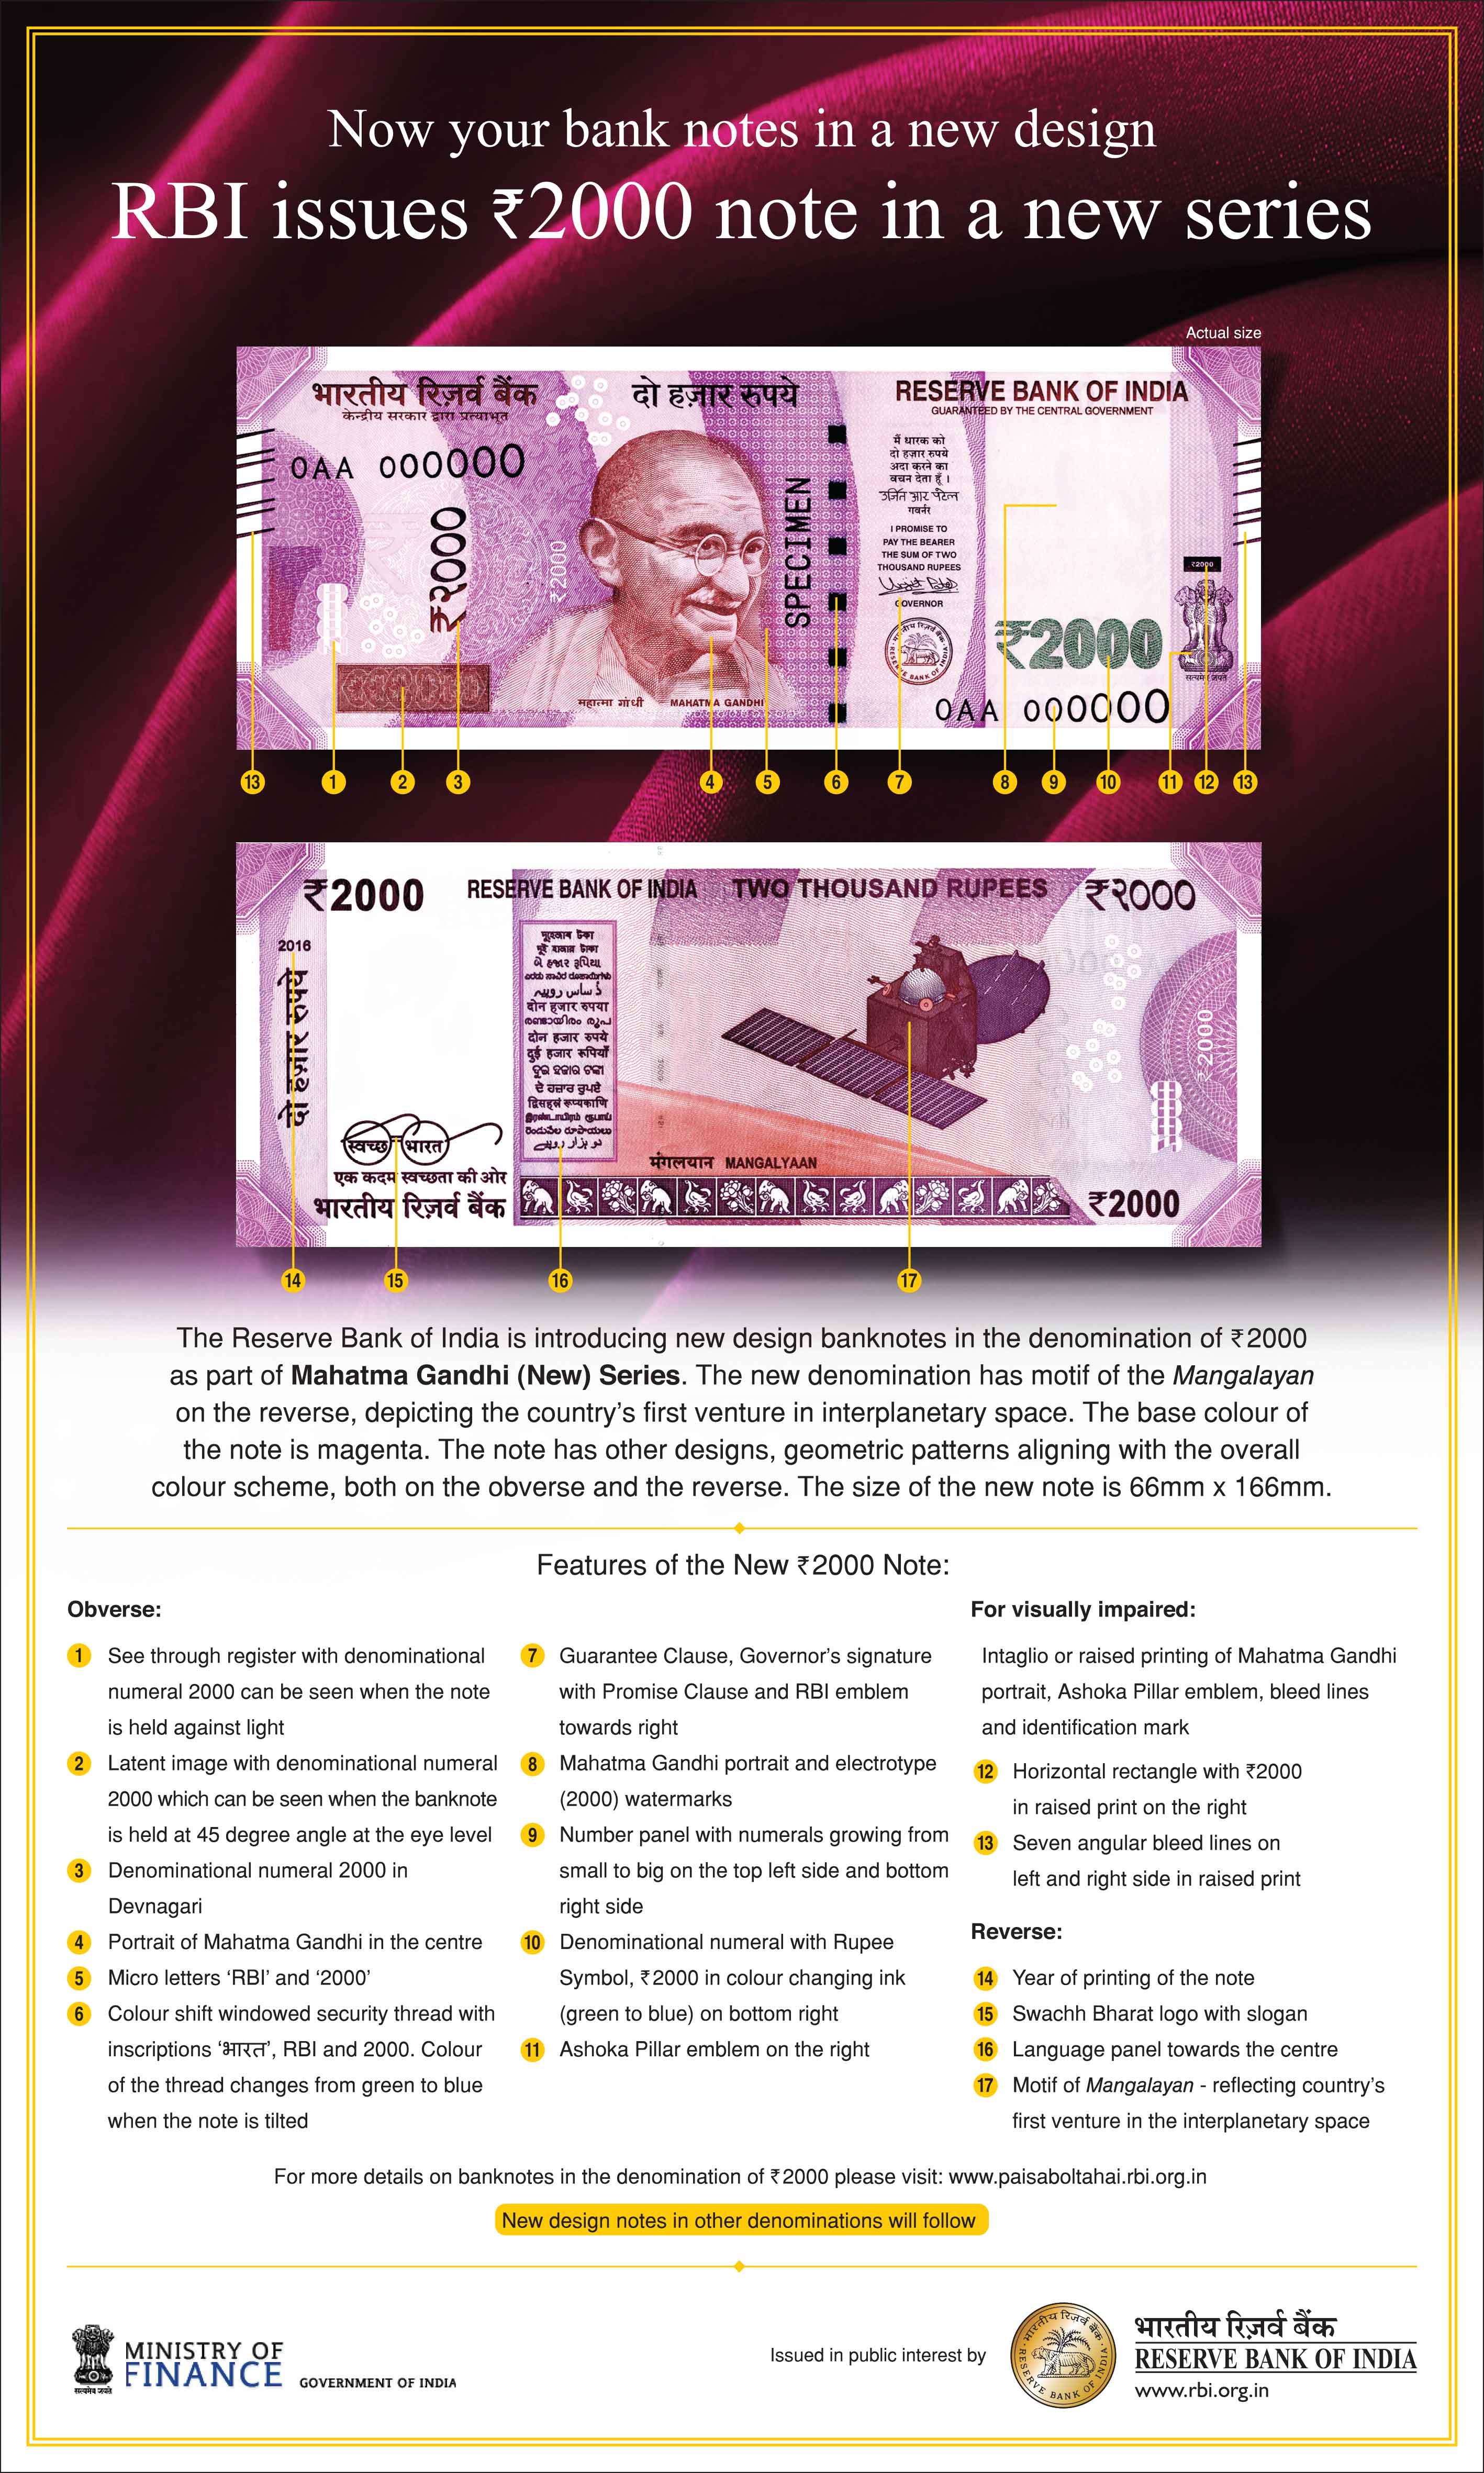 Now your bank notes in a new design
RBI issues ₹2000 note in a new series
Actual size
भारतीय रिज़र्व बैंक
केन्द्रीय सरकार द्वारा प्रत्याभूत
दो हज़ार रुपये
RESERVE BANK OF INDIA
GUARANTEED BY THE CENTRAL GOVERNMENT
0AA 000000
₹२०००
₹2000
SPECIMEN
मैं धारक को
दो हज़ार रुपये
अदा करने का
वचन देता हूँ ।
उर्जित आर पटेल
गवर्नर
I PROMISE TO
PAY THE BEARER
THE SUM OF TWO
THOUSAND RUPEES
GOVERNOR
₹2000
₹2000
सत्यमेव जयते
महात्मा गांधी MAHATMA GANDHI
0AA 000000
13 1 2 3 4 5 6 7 8 9 10 11 12 13
₹2000 RESERVE BANK OF INDIA TWO THOUSAND RUPEES ₹२०००
2016
दो हज़ार रुपये
दोन हजार रुपया
दोन हजार रुपये
दुई हजार रूपियाँ
ਦੋ ਹਜ਼ਾਰ ਰੁਪਏ
द्विसहस्रं रूप्यकाणि
دو ہزار روپیے
₹2000
स्वच्छ भारत
एक कदम स्वच्छता की ओर
भारतीय रिज़र्व बैंक
मंगलयान MANGALYAAN
₹2000
14 15 16 17
The Reserve Bank of India is introducing new design banknotes in the denomination of ₹2000
as part of Mahatma Gandhi (New) Series. The new denomination has motif of the Mangalayan
on the reverse, depicting the country's first venture in interplanetary space. The base colour of
the note is magenta. The note has other designs, geometric patterns aligning with the overall
colour scheme, both on the obverse and the reverse. The size of the new note is 66mm x 166mm.
Features of the New ₹2000 Note:
Obverse:
1 See through register with denominational
numeral 2000 can be seen when the note
is held against light
2 Latent image with denominational numeral
2000 which can be seen when the banknote
is held at 45 degree angle at the eye level
3 Denominational numeral 2000 in
Devnagari
4 Portrait of Mahatma Gandhi in the centre
5 Micro letters ‘RBI’ and ‘2000’
6 Colour shift windowed security thread with
inscriptions ‘भारत’, RBI and 2000. Colour
of the thread changes from green to blue
when the note is tilted
7 Guarantee Clause, Governor's signature
with Promise Clause and RBI emblem
towards right
8 Mahatma Gandhi portrait and electrotype
(2000) watermarks
9 Number panel with numerals growing from
small to big on the top left side and bottom
right side
10 Denominational numeral with Rupee
Symbol, ₹2000 in colour changing ink
(green to blue) on bottom right
11 Ashoka Pillar emblem on the right
For visually impaired:
Intaglio or raised printing of Mahatma Gandhi
portrait, Ashoka Pillar emblem, bleed lines
and identification mark
12 Horizontal rectangle with ₹2000
in raised print on the right
13 Seven angular bleed lines on
left and right side in raised print
Reverse:
14 Year of printing of the note
15 Swachh Bharat logo with slogan
16 Language panel towards the centre
17 Motif of Mangalayan - reflecting country's
first venture in the interplanetary space
For more details on banknotes in the denomination of ₹2000 please visit: www.paisaboltahai.rbi.org.in
New design notes in other denominations will follow
सत्यमेव जयते
MINISTRY OF
FINANCE
GOVERNMENT OF INDIA
Issued in public interest by
भारतीय रिज़र्व बैंक
RESERVE BANK OF INDIA
भारतीय रिज़र्व बैंक
RESERVE BANK OF INDIA
www.rbi.org.in